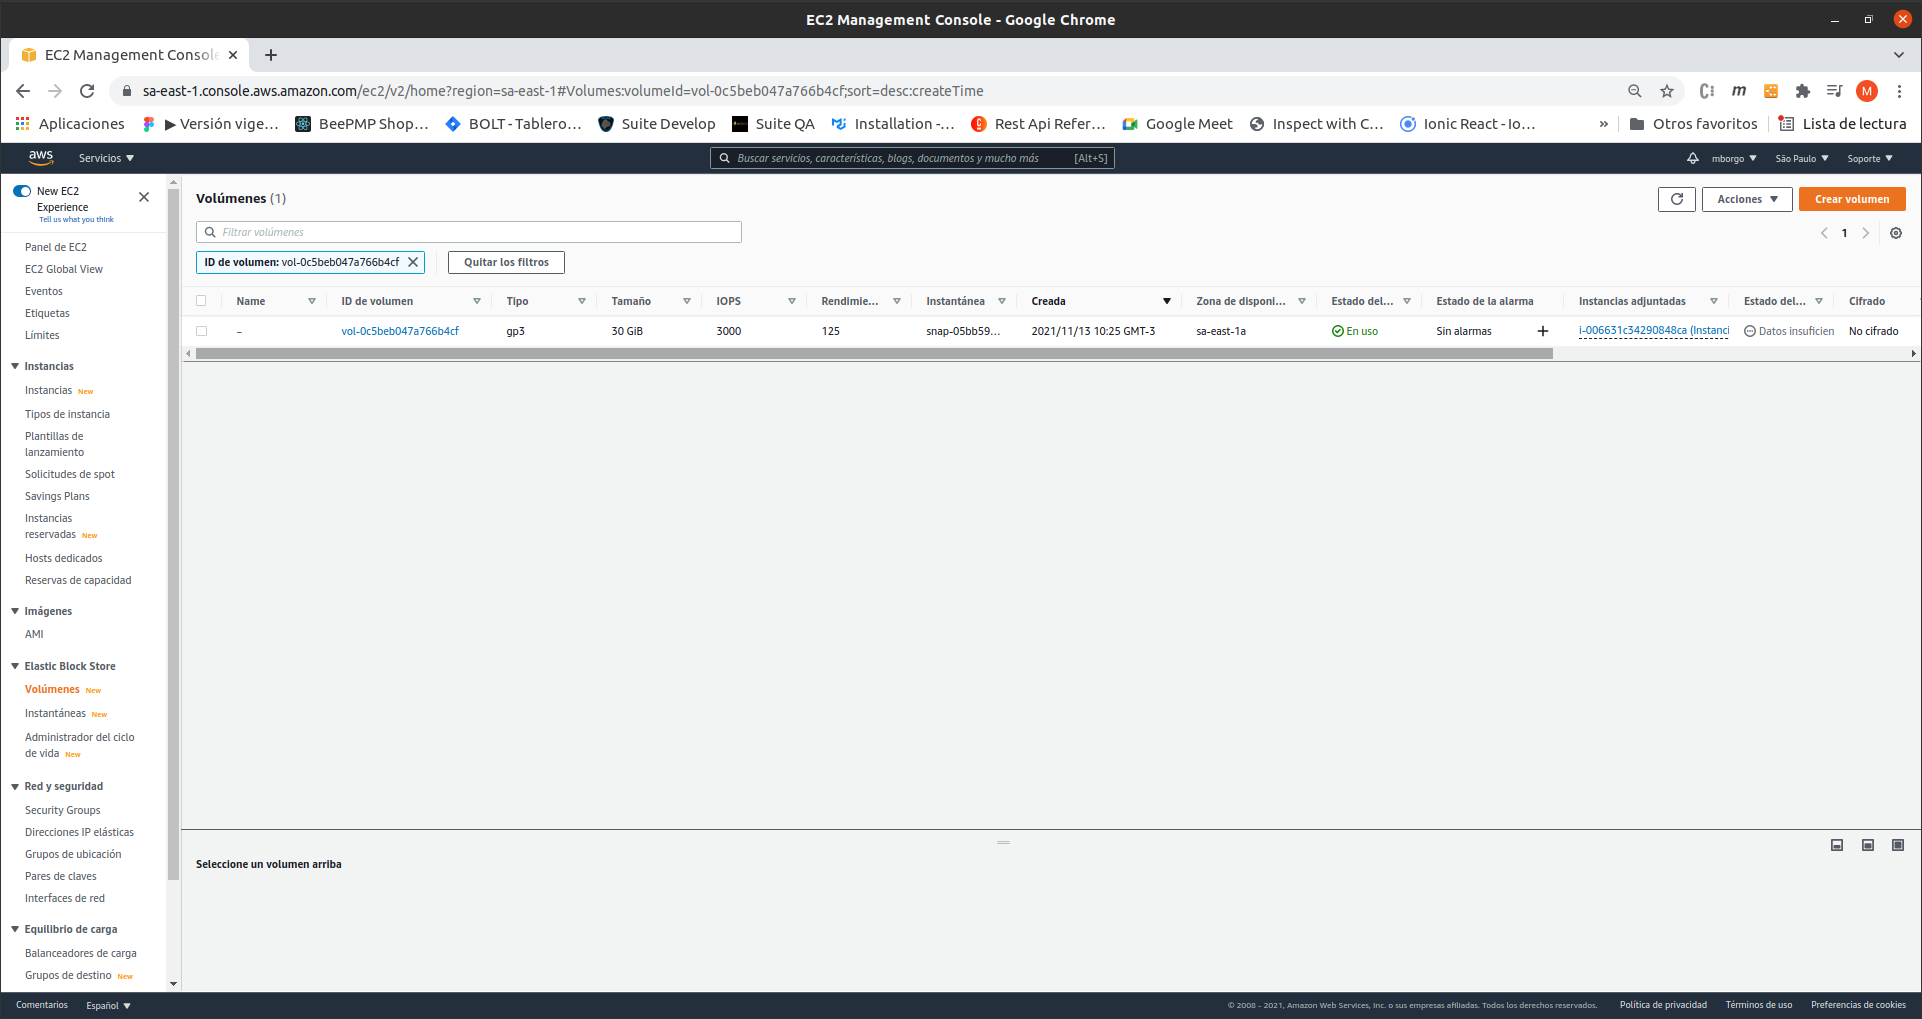 EC2 Management Console - Google Chrome
EC2 Management Consol
sa-east-1.console.aws.amazon.com/ec2/v2/home?region=sa-east-1#Volumes:volumeId=vol-0c5beb047a766b4cf;sort=desc:createTime
M
Aplicaciones ▶ Versión vige... BeePMP Shop... BOLT - Tablero... Suite Develop Suite QA Installation -... Rest Api Refer... Google Meet Inspect with C... Ionic React - Io... » Otros favoritos Lista de lectura
aws Servicios ▼ Buscar servicios, características, blogs, documentos y mucho más [Alt+S] mborgo ▼ São Paulo ▼ Soporte ▼
New EC2
Experience
Tell us what you think
Panel de EC2
EC2 Global View
Eventos
Etiquetas
Límites
Instancias
Instancias New
Tipos de instancia
Plantillas de
lanzamiento
Solicitudes de spot
Savings Plans
Instancias
reservadas New
Hosts dedicados
Reservas de capacidad
Imágenes
AMI
Elastic Block Store
Volúmenes New
Instantáneas New
Administrador del ciclo
de vida New
Red y seguridad
Security Groups
Direcciones IP elásticas
Grupos de ubicación
Pares de claves
Interfaces de red
Equilibrio de carga
Balanceadores de carga
Grupos de destino New
Volúmenes (1)
Acciones ▼ Crear volumen
Filtrar volúmenes
1
ID de volumen: vol-0c5beb047a766b4cf Quitar los filtros
Name ID de volumen Tipo Tamaño IOPS Rendimie... Instantánea Creada Zona de disponi... Estado del... Estado de la alarma Instancias adjuntadas Estado del... Cifrado
– vol-0c5beb047a766b4cf gp3 30 GiB 3000 125 snap-05bb59... 2021/11/13 10:25 GMT-3 sa-east-1a En uso Sin alarmas + i-006631c34290848ca (Instanci Datos insuficien No cifrado
Seleccione un volumen arriba
Comentarios Español ▼ © 2008 - 2021, Amazon Web Services, Inc. o sus empresas afiliadas. Todos los derechos reservados. Política de privacidad Términos de uso Preferencias de cookies